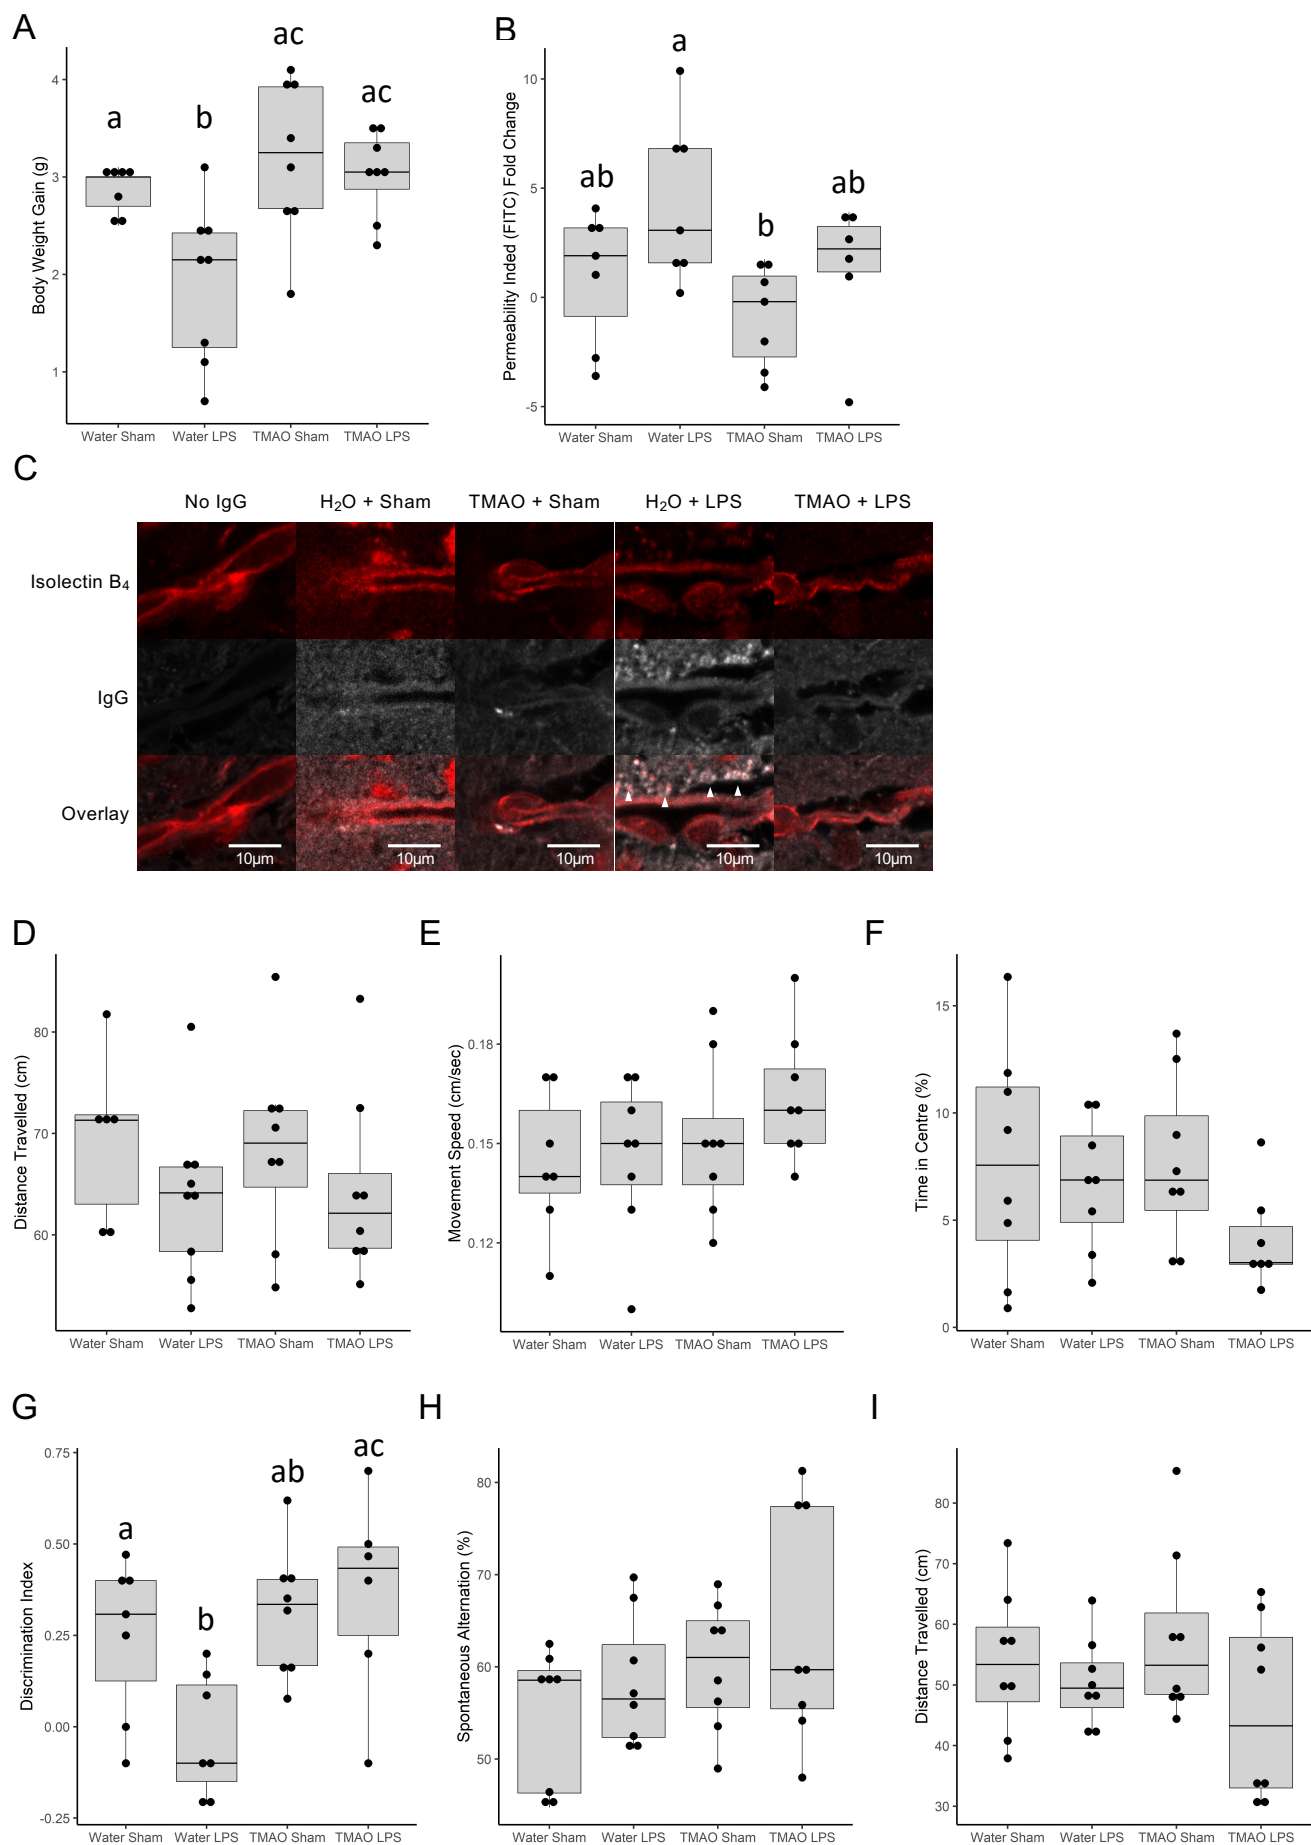 A
B
ac
a
ac
a
b
ab
ab
b
4
3
2
1
Body Weight Gain (g)
10
5
0
-5
Permeability Inded (FITC) Fold Change
Water Sham Water LPS TMAO Sham TMAO LPS
Water Sham Water LPS TMAO Sham TMAO LPS
C
No IgG H₂O + Sham TMAO + Sham H₂O + LPS TMAO + LPS
Isolectin B₄
IgG
Overlay
10µm 10µm 10µm 10µm 10µm
D
E
F
Distance Travelled (cm)
80
70
60
Water Sham Water LPS TMAO Sham TMAO LPS
Movement Speed (cm/sec)
0.18
0.15
0.12
Water Sham Water LPS TMAO Sham TMAO LPS
Time in Centre (%)
15
10
5
0
Water Sham Water LPS TMAO Sham TMAO LPS
G
H
I
Discrimination Index
0.75
0.50
0.25
0.00
-0.25
a
b
ab
ac
Water Sham Water LPS TMAO Sham TMAO LPS
Spontaneous Alternation (%)
80
70
60
50
Water Sham Water LPS TMAO Sham TMAO LPS
Distance Travelled (cm)
80
70
60
50
40
30
Water Sham Water LPS TMAO Sham TMAO LPS